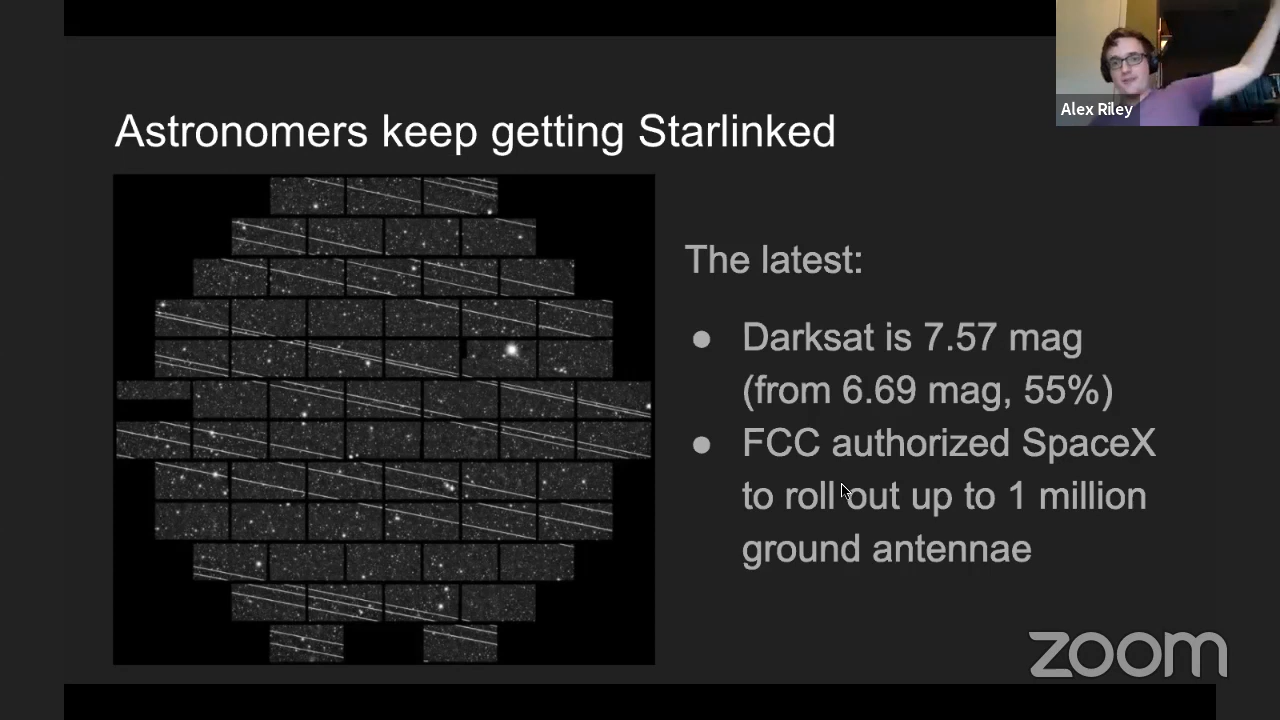 Alex Riley
Astronomers keep getting Starlinked
The latest:
● Darksat is 7.57 mag
(from 6.69 mag, 55%)
● FCC authorized SpaceX
to roll out up to 1 million
ground antennae
zoom